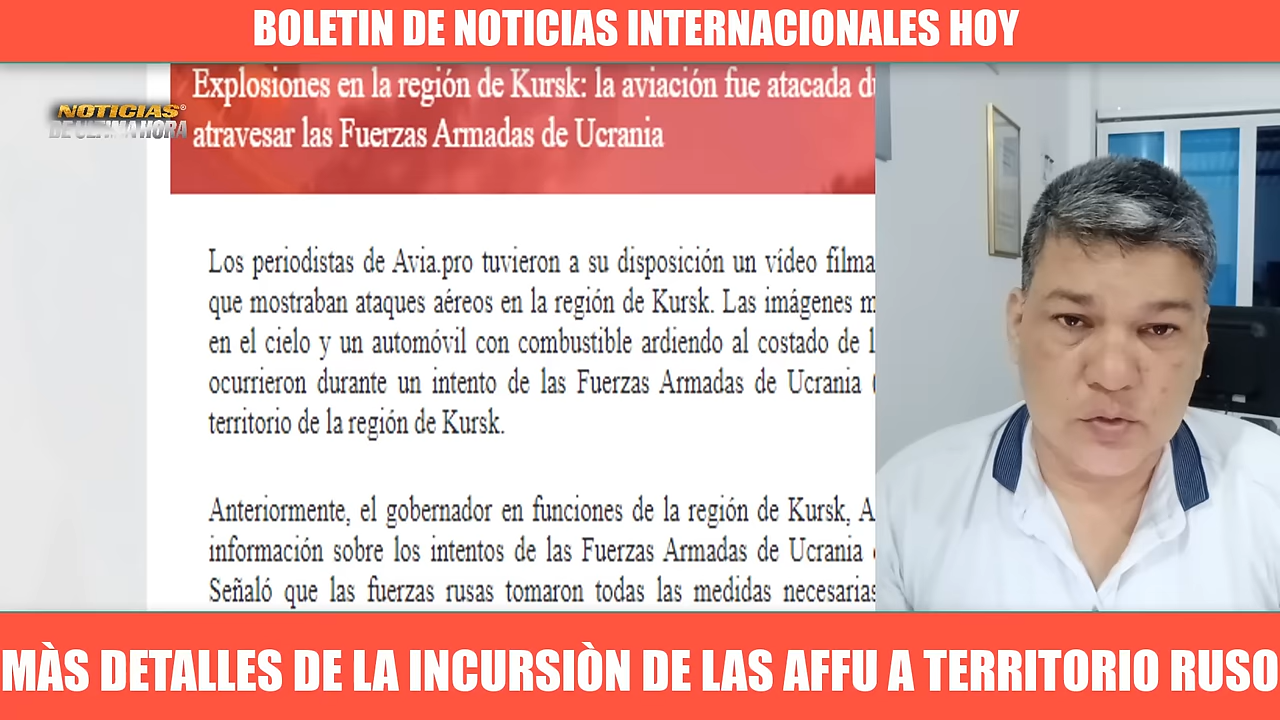 BOLETIN DE NOTICIAS INTERNACIONALES HOY
NOTICIAS
DE ULTIMA HORA
Explosiones en la región de Kursk: la aviación fue atacada
atravesar las Fuerzas Armadas de Ucrania
Los periodistas de Avia.pro tuvieron a su disposición un vídeo
que mostraban ataques aéreos en la región de Kursk. Las imágenes
en el cielo y un automóvil con combustible ardiendo al costado de
ocurrieron durante un intento de las Fuerzas Armadas de Ucrania
territorio de la región de Kursk.
Anteriormente, el gobernador en funciones de la región de Kursk,
información sobre los intentos de las Fuerzas Armadas de Ucrania
Señaló que las fuerzas rusas tomaron todas las medidas necesarias
MÀS DETALLES DE LA INCURSIÒN DE LAS AFFU A TERRITORIO RUSO